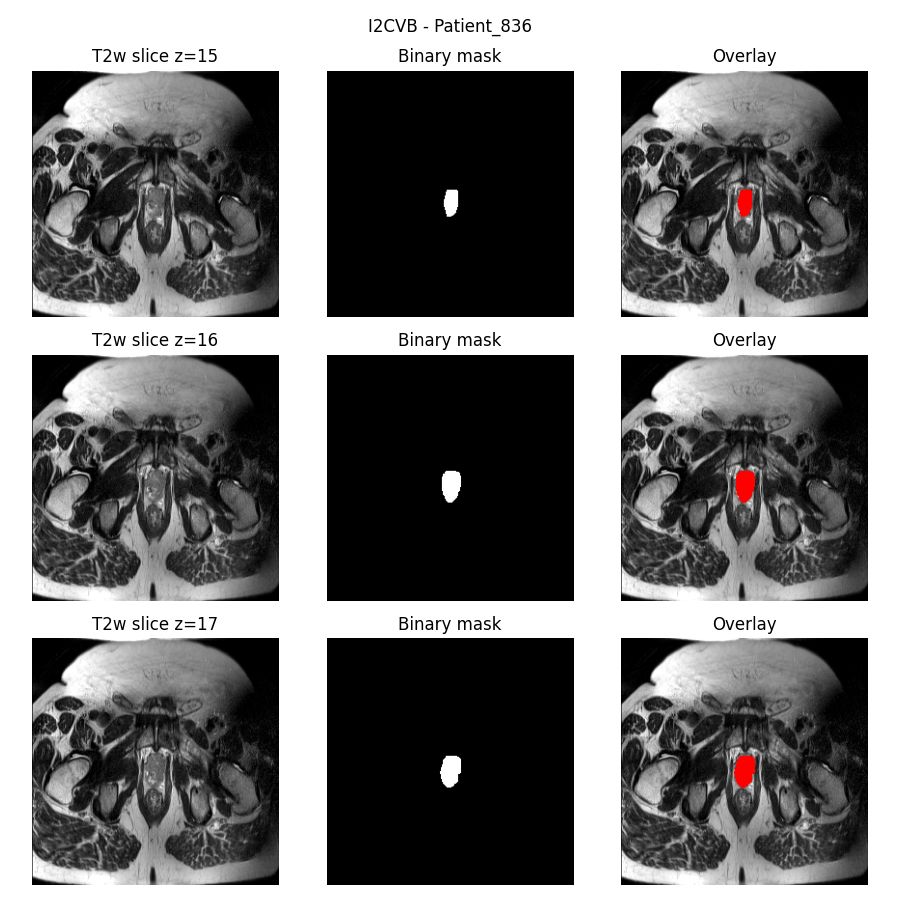 I2CVB - Patient_836
T2w slice z=15
Binary mask
Overlay
T2w slice z=16
Binary mask
Overlay
T2w slice z=17
Binary mask
Overlay